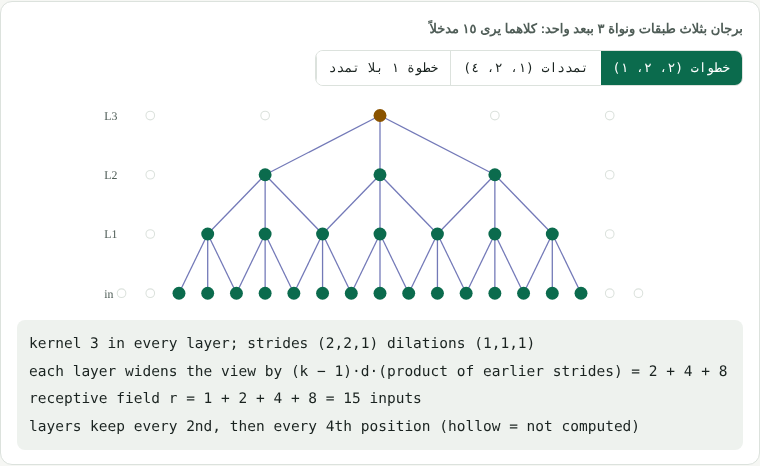 برجان بثلاث طبقات ونواة ٣ ببعد واحد: كلاهما يرى ١٥ مدخلاً
خطوات (٢، ٢، ١)
تمددات (١، ٢، ٤)
خطوة ١ بلا تمدد
L3
L2
L1
in
kernel 3 in every layer; strides (2,2,1) dilations (1,1,1)
each layer widens the view by (k − 1)·d·(product of earlier strides) = 2 + 4 + 8
receptive field r = 1 + 2 + 4 + 8 = 15 inputs
layers keep every 2nd, then every 4th position (hollow = not computed)